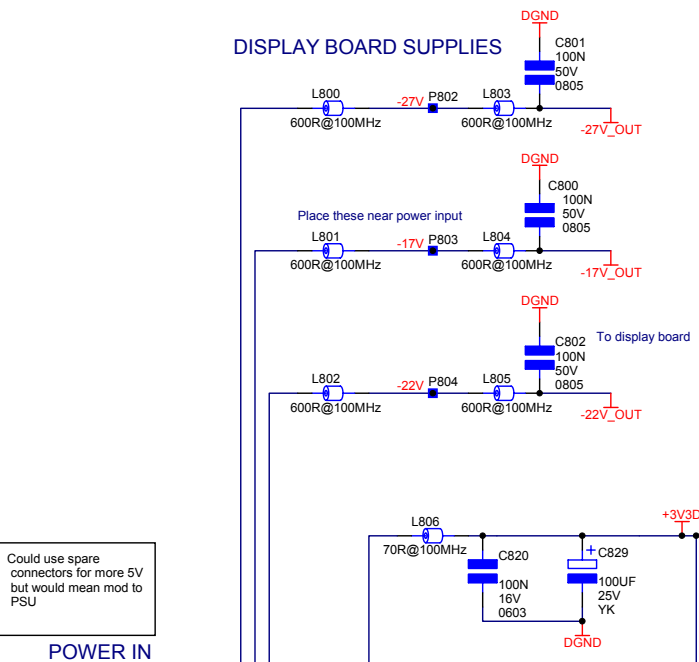 DISPLAY BOARD SUPPLIES
DGND
C801
100N
50V
0805
L800
600R@100MHz
-27V
P802
L803
600R@100MHz
-27V_OUT
DGND
C800
100N
50V
0805
Place these near power input
L801
600R@100MHz
-17V
P803
L804
600R@100MHz
-17V_OUT
DGND
C802
100N
50V
0805
To display board
L802
600R@100MHz
-22V
P804
L805
600R@100MHz
-22V_OUT
L806
70R@100MHz
C820
100N
16V
0603
+
C829
100UF
25V
YK
DGND
+3V3D
Could use spare
connectors for more 5V
but would mean mod to
PSU
POWER IN